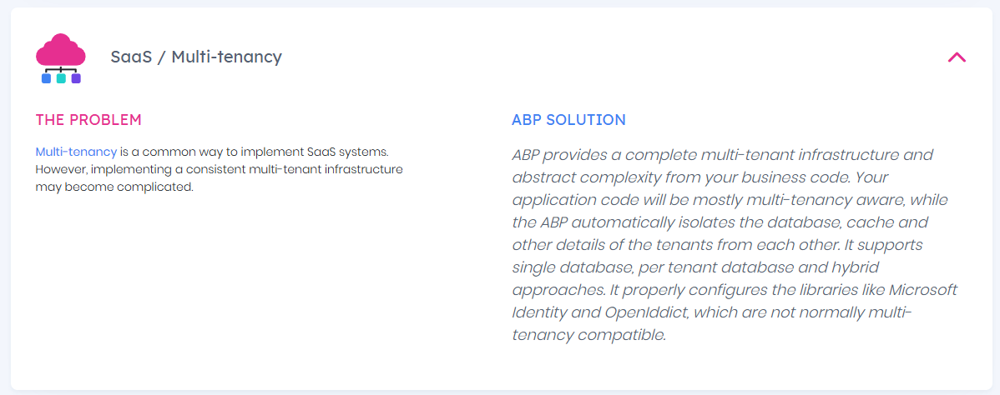 SaaS / Multi-tenancy
THE PROBLEM
Multi-tenancy is a common way to implement SaaS systems.
However, implementing a consistent multi-tenant infrastructure
may become complicated.
ABP SOLUTION
ABP provides a complete multi-tenant infrastructure and
abstract complexity from your business code. Your
application code will be mostly multi-tenancy aware, while
the ABP automatically isolates the database, cache and
other details of the tenants from each other. It supports
single database, per tenant database and hybrid
approaches. It properly configures the libraries like Microsoft
Identity and OpenIddict, which are not normally multi-
tenancy compatible.